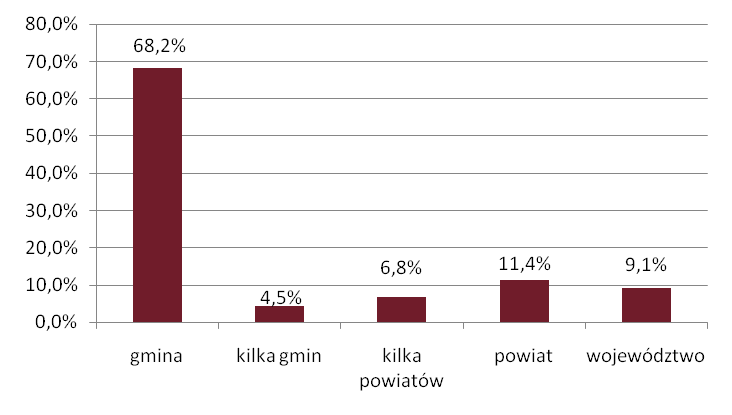 80,0%
70,0%
60,0%
50,0%
40,0%
30,0%
20,0%
10,0%
0,0%
68,2%
4,5%
6,8%
11,4%
9,1%
gmina
kilka gmin
kilka
powiatów
powiat
województwo